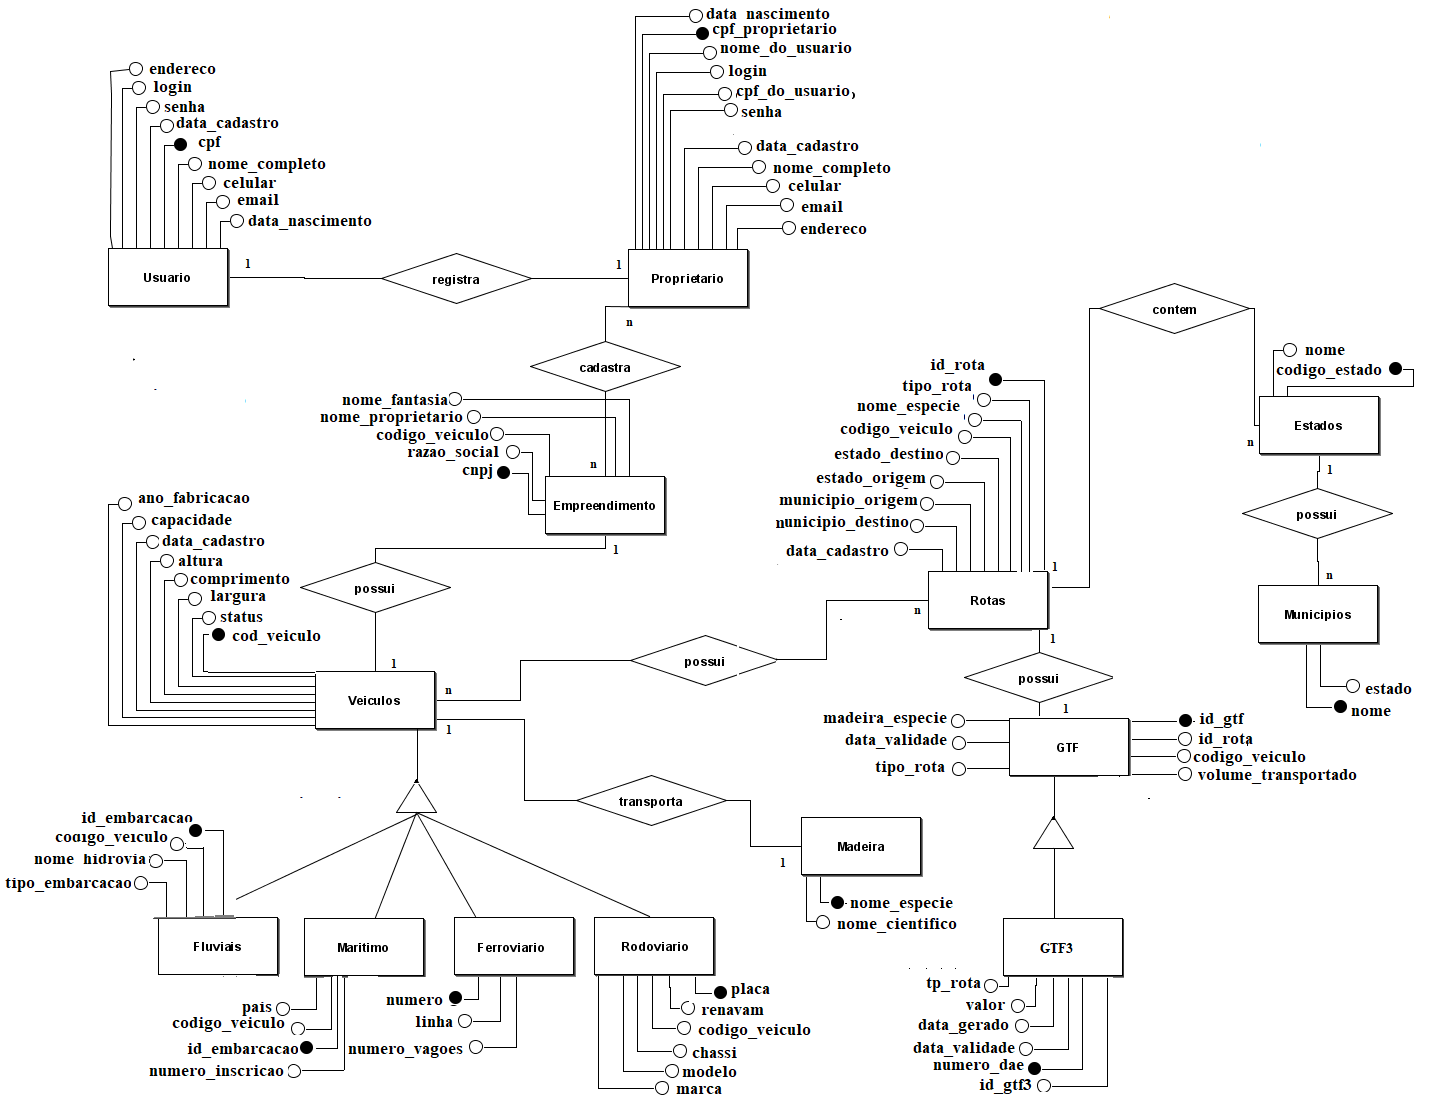 data_nascimento
cpf_proprietario
nome_do_usuario
login
cpf_do_usuario
senha
data_cadastro
nome_completo
celular
email
endereco
endereco
login
senha
data_cadastro
cpf
nome_completo
celular
email
data_nascimento
Usuario
1
registra
1
Proprietario
n
cadastra
nome_fantasia
nome_proprietario
codigo_veiculo
razao_social
cnpj
n
Empreendimento
1
contem
nome
codigo_estado
Estados
n
1
possui
n
Municipios
estado
nome
id_rota
tipo_rota
nome_especie
codigo_veiculo
estado_destino
estado_origem
municipio_origem
municipio_destino
data_cadastro
1
Rotas
n
1
possui
1
ano_fabricacao
capacidade
data_cadastro
altura
comprimento
largura
status
cod_veiculo
possui
1
Veiculos
n
1
possui
madeira_especie
data_validade
tipo_rota
GTF
id_gtf
id_rota
codigo_veiculo
volume_transportado
transporta
1
Madeira
nome_especie
nome_cientifico
id_embarcacao
codigo_veiculo
nome_hidrovia
tipo_embarcacao
Fluviais
Maritimo
Ferroviario
Rodoviario
GTF3
pais
codigo_veiculo
id_embarcacao
numero_inscricao
numero
linha
numero_vagoes
placa
renavam
codigo_veiculo
chassi
modelo
marca
tp_rota
valor
data_gerado
data_validade
numero_dae
id_gtf3